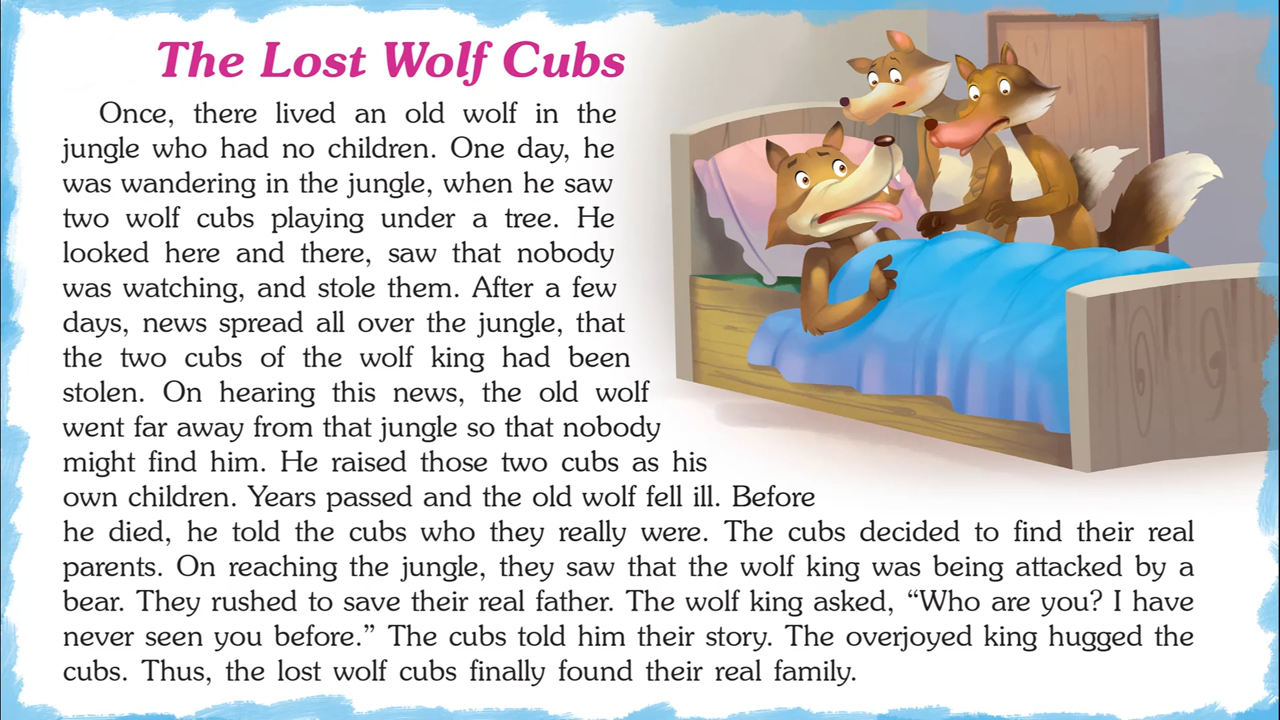 The Lost Wolf Cubs
Once, there lived an old wolf in the
jungle who had no children. One day, he
was wandering in the jungle, when he saw
two wolf cubs playing under a tree. He
looked here and there, saw that nobody
was watching, and stole them. After a few
days, news spread all over the jungle, that
the two cubs of the wolf king had been
stolen. On hearing this news, the old wolf
went far away from that jungle so that nobody
might find him. He raised those two cubs as his
own children. Years passed and the old wolf fell ill. Before
he died, he told the cubs who they really were. The cubs decided to find their real
parents. On reaching the jungle, they saw that the wolf king was being attacked by a
bear. They rushed to save their real father. The wolf king asked, “Who are you? I have
never seen you before.” The cubs told him their story. The overjoyed king hugged the
cubs. Thus, the lost wolf cubs finally found their real family.